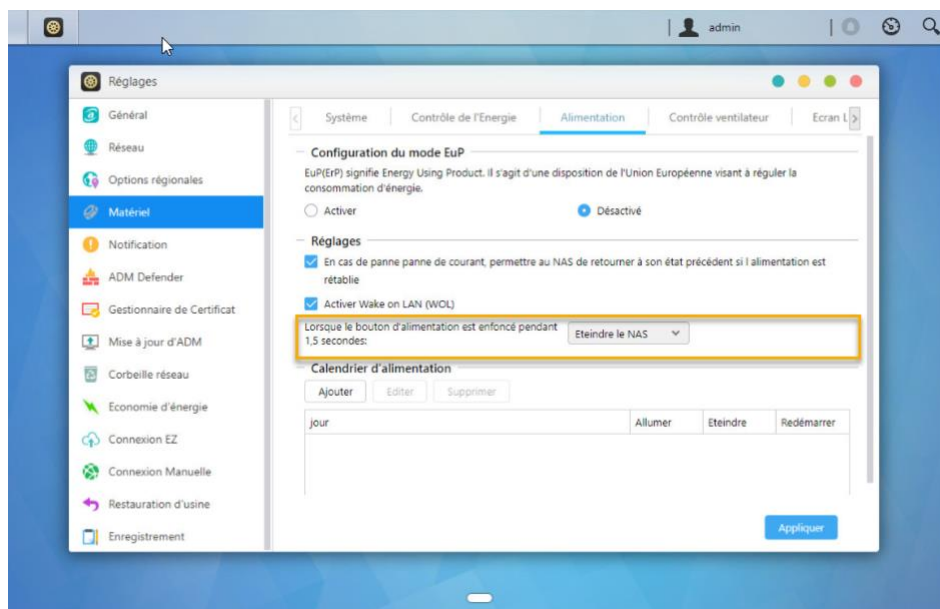 admin
Réglages
Général
Réseau
Options régionales
Matériel
Notification
ADM Defender
Gestionnaire de Certificat
Mise à jour d'ADM
Corbeille réseau
Economie d'énergie
Connexion EZ
Connexion Manuelle
Restauration d'usine
Enregistrement
Système Contrôle de l'Energie Alimentation Contrôle ventilateur Ecran L
Configuration du mode EuP
EuP(ErP) signifie Energy Using Product. Il s'agit d'une disposition de l'Union Européenne visant à réguler la
consommation d'énergie.
Activer Désactivé
Réglages
En cas de panne panne de courant, permettre au NAS de retourner à son état précédent si l alimentation est
rétablie
Activer Wake on LAN (WOL)
Lorsque le bouton d'alimentation est enfoncé pendant
1,5 secondes: Eteindre le NAS
Calendrier d'alimentation
Ajouter Editer Supprimer
jour Allumer Eteindre Redémarrer
Appliquer